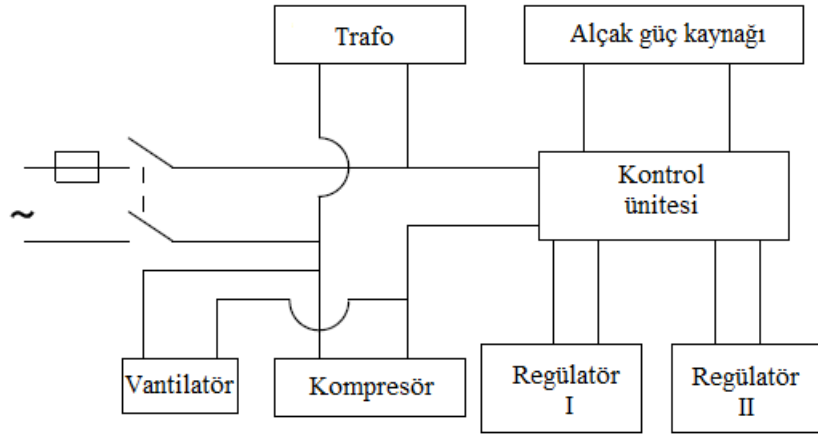 Trafo
Alçak güç kaynağı
Kontrol
ünitesi
~
Vantilatör
Kompresör
Regülatör
I
Regülatör
II